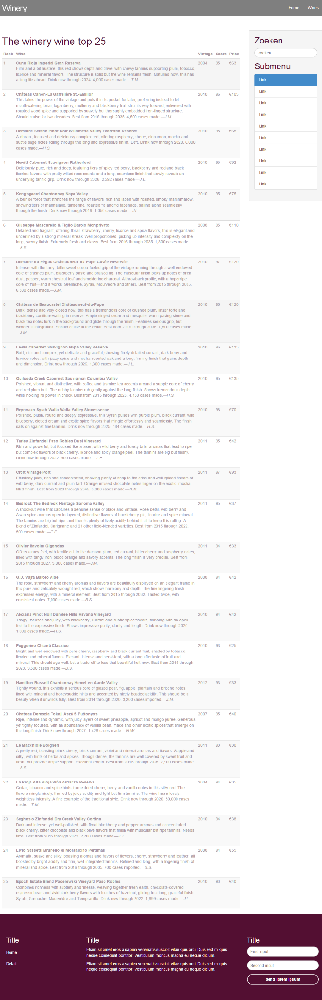 Winery
Home Wines
The winery wine top 25
Rank Wine Vintage Score Price
1 Cune Rioja Imperial Gran Reserva 2004 95 €63
Firm and a bit austere, this red shows depth and drive, with chewy tannins supporting plum, tobacco,
licorice and mineral flavors. The structure is solid but the wine remains fresh. Maturing now, this has
a long life ahead. Drink now through 2024. 4,000 cases made.—T.M.
2 Château Canon-La Gaffelière St.-Emilion 2010 96 €103
This takes the power of the vintage and puts it in its pocket for later, preferring instead to let
mouthwatering briar, loganberry, mulberry and blackberry fruit strut its way forward, enlivened with
roasted wood spice and supported by suavely but thoroughly embedded iron-tinged structure.
Should cruise for two decades. Best from 2016 through 2035. 4,500 cases made.—J.M.
3 Domaine Serene Pinot Noir Willamette Valley Evenstad Reserve 2010 95 €65
A vibrant, focused and deliciously complex red, offering raspberry, cherry, cinnamon, mocha and
subtle sage notes rolling through the long and expressive finish. Deft. Drink now through 2020. 6,000
cases made.—H.S.
4 Hewitt Cabernet Sauvignon Rutherford 2010 95 €92
Deliciously pure, rich and deep, featuring tiers of spicy red berry, blackberry and red and black
licorice flavors, with pretty wilted rose scents and a long, seamless finish that slowly reveals an
underlying tannic grip. Drink now through 2026. 2,592 cases made.—J.L.
5 Kongsgaard Chardonnay Napa Valley 2010 95 €75
A tour de force that stretches the range of flavors, rich and laden with roasted, smoky marshmallow,
showing tiers of marmalade, tangerine, roasted fig and fig tapenade, sailing along seamlessly
through the finish. Drink now through 2019. 1,050 cases made.—J.L.
6 Giuseppe Mascarello & Figlio Barolo Monprivato 2008 95 €110
Detailed and fragrant, offering floral, strawberry, cherry, licorice and spice flavors, this is elegant and
underlined by a strong mineral streak. Well-proportioned, picking up intensity and complexity on the
long, savory finish. Extremely fresh and classy. Best from 2016 through 2035. 1,800 cases made.
—B.S.
7 Domaine du Pégaü Châteauneuf-du-Pape Cuvée Réservée 2010 97 €120
Intense, with the tarry, bittersweet cocoa-fueled grip of the vintage running through a well-endowed
core of crushed plum, blackberry paste and braised fig. The muscular finish picks up notes of brick
dust, pepper, warm chestnut leaf and smoldering charcoal. A throwback profile, with a hyperripe
core of fruit—and it works. Grenache, Syrah, Mourvèdre and others. Best from 2015 through 2035.
6,580 cases made.—J.M.
8 Château de Beaucastel Châteauneuf-du-Pape 2010 96 €120
Dark, dense and very closed now, this has a tremendous core of crushed plum, linzer torte and
blackberry confiture waiting in reserve. Ample singed cedar and mesquite, warm paving stone and
black tea notes lurk in the background and glide through the finish. Features serious grip, but
wonderful integration. Should cruise in the cellar. Best from 2016 through 2035. 7,500 cases made.
—J.M.
9 Lewis Cabernet Sauvignon Napa Valley Reserve 2010 96 €135
Bold, rich and complex, yet delicate and graceful, showing finely detailed currant, dark berry and
licorice notes, with jazzy spice and mocha-scented oak and a long, firming finish that gains depth
and dimension. Drink now through 2026. 1,300 cases made.—J.L.
10 Quilceda Creek Cabernet Sauvignon Columbia Valley 2010 95 €135
Polished, vibrant and distinctive, with coffee and jasmine tea accents around a supple core of cherry
and red plum fruit. The nubby tannins rub gently against the long finish. Shows tremendous depth
while holding its power in check. Best from 2015 through 2025. 4,150 cases made.—H.S.
11 Reynvaan Syrah Walla Walla Valley Stonessence 2010 98 €70
Polished, plush, round and deeply expressive, this Syrah pulses with purple plum, black currant, wild
blueberry, clotted cream and exotic spice flavors that mingle effortlessly and seamlessly. The finish
sails on against fine tannins. Drink now through 2025. 184 cases made.—H.S.
12 Turley Zinfandel Paso Robles Dusi Vineyard 2011 95 €42
Rich and powerful, but focused like a laser, with wild berry and toasty briar aromas that lead to ripe
but complex flavors of black cherry, licorice and spicy orange peel. The tannins are big but fleshy.
Drink now through 2022. 900 cases made.—T.F.
13 Croft Vintage Port 2011 97 €93
Effusively juicy, rich and concentrated, showing plenty of snap to the crisp and well-spiced flavors of
wild berry, dark currant and plum tart. Orange-infused chocolate notes linger on the exotic, mocha-
filled finish. Best from 2020 through 2045. 5,000 cases made.—K.M.
14 Bedrock The Bedrock Heritage Sonoma Valley 2011 95 €37
A knockout wine that captures a genuine sense of place and vintage. Rose petal, wild berry and
Asian spice aromas open to layered, distinctive flavors of huckleberry pie, licorice and spicy mineral.
The tannins are big but ripe, and there's plenty of lively acidity behind it all to keep this rolling. A
blend of Zinfandel, Carignane and 21 other field-blended varieties. Best from 2015 through 2022.
500 cases made.—T.F.
15 Olivier Ravoire Gigondas 2011 94 €33
Offers a racy feel, with terrific cut to the damson plum, red currant, bitter cherry and raspberry notes,
lined with tangy iron, blood orange and savory accents. The long finish is very precise. Best from
2015 through 2027. 3,000 cases made.—J.M.
16 G.D. Vajra Barolo Albe 2008 94 €42
The rose, strawberry and cherry aromas and flavors are beautifully displayed on an elegant frame in
this pure and delicately wrought red, which shows harmony and depth. The fine lingering finish
expresses energy, with a mineral element. Best from 2015 through 2032. Tasted twice, with
consistent notes. 7,000 cases made.—B.S.
17 Alexana Pinot Noir Dundee Hills Revana Vineyard 2010 94 €42
Tangy, focused and juicy, with blackberry, currant and subtle spice flavors, finishing with an open
feel to the expressive finish. Shows impressive purity, clarity and length. Drink now through 2020.
1,600 cases made.—H.S.
18 Poggerino Chianti Classico 2010 93 €25
Bright and well-endowed with pure cherry, raspberry and black currant fruit, shaded by tobacco,
licorice and mineral flavors. Elegant, intense and persistent, with a long aftertaste of fruit and
mineral. This should age well, but a trade-off to lose that beautiful fruit now. Best from 2015 through
2023. 3,500 cases made.—B.S.
19 Hamilton Russell Chardonnay Hemel-en-Aarde Valley 2012 93 €33
Tightly wound, this exhibits a serious core of glazed pear, fig, apple, plantain and brioche notes,
lined with mineral and honeysuckle hints and accented by nicely beaded acidity. This should be a
beauty when it unwinds fully. Best from 2014 through 2020. 3,200 cases imported.—J.M.
20 Chateau Dereszla Tokaji Aszú 5 Puttonyos 2007 95 €40
Ripe, intense and dynamic, with juicy layers of sweet pineapple, apricot and mango puree. Generous
yet tightly focused, with an abundance of vanilla bean, mace and other exotic spices that emerge on
the long finish. Drink now through 2027. 1,428 cases made.—N.W.
21 Le Macchiole Bolgheri 2011 93 €30
A pretty red, boasting black cherry, black currant, violet and mineral aromas and flavors. Supple and
silky, with hints of herbs and spices. Though dense, the tannins are well-covered by sweet fruit and
flesh, but provide ample support. Excellent length. Best from 2015 through 2025. 7,900 cases made.
—B.S.
22 La Rioja Alta Rioja Viña Ardanza Reserva 2004 94 €35
Cedar, tobacco and spice hints frame dried cherry, berry and vanilla notes in this silky red. The
flavors mingle nicely, framed by juicy acidity and light but firm tannins. The wine has a lovely,
weightless intensity. A fine example of the traditional style. Drink now through 2020. 50,000 cases
made.—T.M.
23 Seghesio Zinfandel Dry Creek Valley Cortina 2010 94 €38
Dark and intense, yet well-polished, with floral blackberry and pepper aromas and concentrated
black cherry, bitter chocolate and black olive flavors that finish with muscular but ripe tannins. Needs
time. Best from 2015 through 2022. 2,200 cases made.—T.F.
24 Livio Sassetti Brunello di Montalcino Pertimali 2008 94 €55
Aromatic, suave and silky, boasting aromas and flavors of flowers, cherry, strawberry and leather, all
boosted by bright acidity and firm, well-integrated tannins. Refined and long, with a lingering finish of
mineral and spice. Best from 2016 through 2035. 700 cases imported.—B.S.
25 Epoch Estate Blend Paderewski Vineyard Paso Robles 2010 93 €40
Combines richness with subtlety and finesse, weaving together fresh earth, chocolate-covered
espresso bean and vivid dark berry flavors with touches of hazelnut, gliding to a long, graceful finish.
Syrah, Grenache, Mourvèdre and Tempranillo. Drink now through 2022. 1,699 cases made.—J.L.
Zoeken
zoeken
Submenu
Link
Link
Link
Link
Link
Link
Link
Link
Link
Link
Title
Home
Detail
Title
Etiam sit amet eros a sapien venenatis suscipit vitae quis orci. Duis sed mi quis
neque consequat porttitor. Vestibulum rhoncus magna eu neque dictum.
Etiam sit amet eros a sapien venenatis suscipit vitae quis orci. Duis sed mi quis
neque consequat porttitor. Vestibulum rhoncus magna eu neque dictum.
Title
First input
Second input
Send lorem ipsum